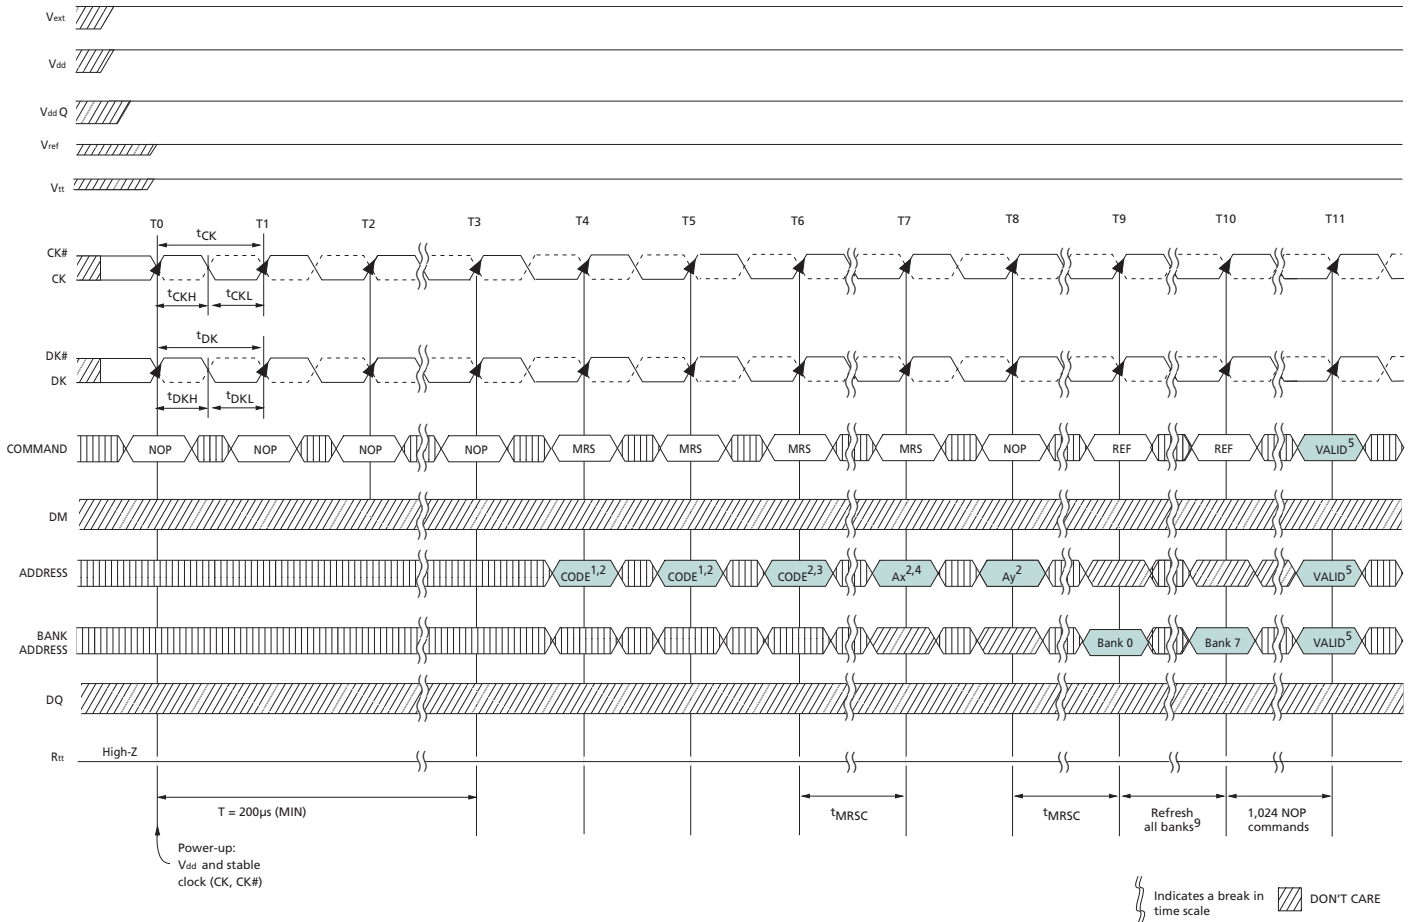 Vext
Vdd
VddQ
Vref
Vtt
T0 T1 T2 T3 T4 T5 T6 T7 T8 T9 T10 T11
tCK
CK#
CK
tCKH tCKL
tDK
DK#
DK
tDKH tDKL
COMMAND NOP NOP NOP NOP MRS MRS MRS MRS NOP REF REF VALID5
DM
ADDRESS CODE1,2 CODE1,2 CODE2,3 Ax2,4 Ay2 VALID5
BANK
ADDRESS Bank 0 Bank 7 VALID5
DQ
Rtt High-Z
T = 200µs (MIN)
tMRSC
tMRSC
Refresh
all banks9
1,024 NOP
commands
Power-up:
Vdd and stable
clock (CK, CK#)
Indicates a break in
time scale
DON'T CARE